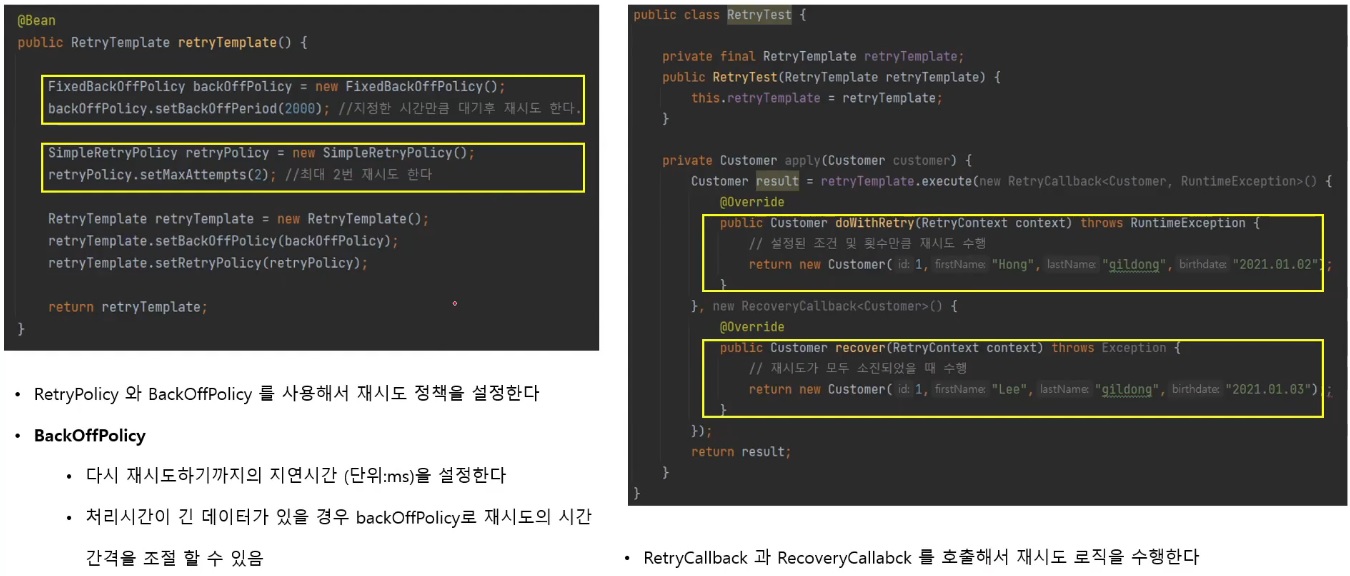 @Bean
public RetryTemplate retryTemplate() {
FixedBackOffPolicy backOffPolicy = new FixedBackOffPolicy();
backOffPolicy.setBackOffPeriod(2000); //지정한 시간만큼 대기후 재시도 한다.
SimpleRetryPolicy retryPolicy = new SimpleRetryPolicy();
retryPolicy.setMaxAttempts(2); //최대 2번 재시도 한다
RetryTemplate retryTemplate = new RetryTemplate();
retryTemplate.setBackOffPolicy(backOffPolicy);
retryTemplate.setRetryPolicy(retryPolicy);
return retryTemplate;
}
• RetryPolicy 와 BackOffPolicy 를 사용해서 재시도 정책을 설정한다
• BackOffPolicy
• 다시 재시도하기까지의 지연시간 (단위:ms)을 설정한다
• 처리시간이 긴 데이터가 있을 경우 backOffPolicy로 재시도의 시간
간격을 조절 할 수 있음
public class RetryTest {
private final RetryTemplate retryTemplate;
public RetryTest(RetryTemplate retryTemplate) {
this.retryTemplate = retryTemplate;
}
private Customer apply(Customer customer) {
Customer result = retryTemplate.execute(new RetryCallback<Customer, RuntimeException>() {
@Override
public Customer doWithRetry(RetryContext context) throws RuntimeException {
// 설정된 조건 및 횟수만큼 재시도 수행
return new Customer( id: 1, firstName: "Hong", lastName: "gildong", birthdate: "2021.01.02");
}
}, new RecoveryCallback<Customer>() {
@Override
public Customer recover(RetryContext context) throws Exception {
// 재시도가 모두 소진되었을 때 수행
return new Customer( id: 1, firstName: "Lee", lastName: "gildong", birthdate: "2021.01.03");;
}
});
return result;
}
}
• RetryCallback 과 RecoveryCallabck 를 호출해서 재시도 로직을 수행한다